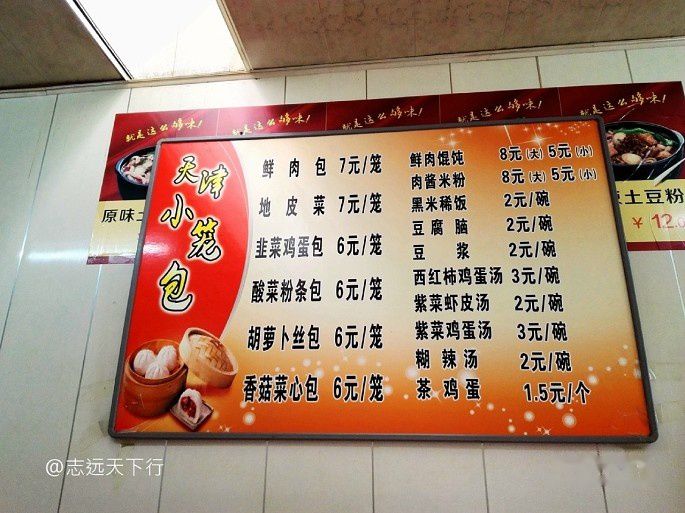 就是这么够味!
就是这么够味!
就是这么够味!
就是这么够味!
就是这么够味!
原味土
土豆粉
¥ 12.0
天津小笼包
鲜肉包 7元/笼
地皮菜 7元/笼
韭菜鸡蛋包 6元/笼
酸菜粉条包 6元/笼
胡萝卜丝包 6元/笼
香菇菜心包 6元/笼
鲜肉馄饨 8元(大) 5元(小)
肉酱米粉 8元(大) 5元(小)
黑米稀饭 2元/碗
豆腐脑 2元/碗
豆浆 2元/碗
西红柿鸡蛋汤 3元/碗
紫菜虾皮汤 2元/碗
紫菜鸡蛋汤 3元/碗
糊辣汤 2元/碗
茶鸡蛋 1.5元/个
@志远天下行